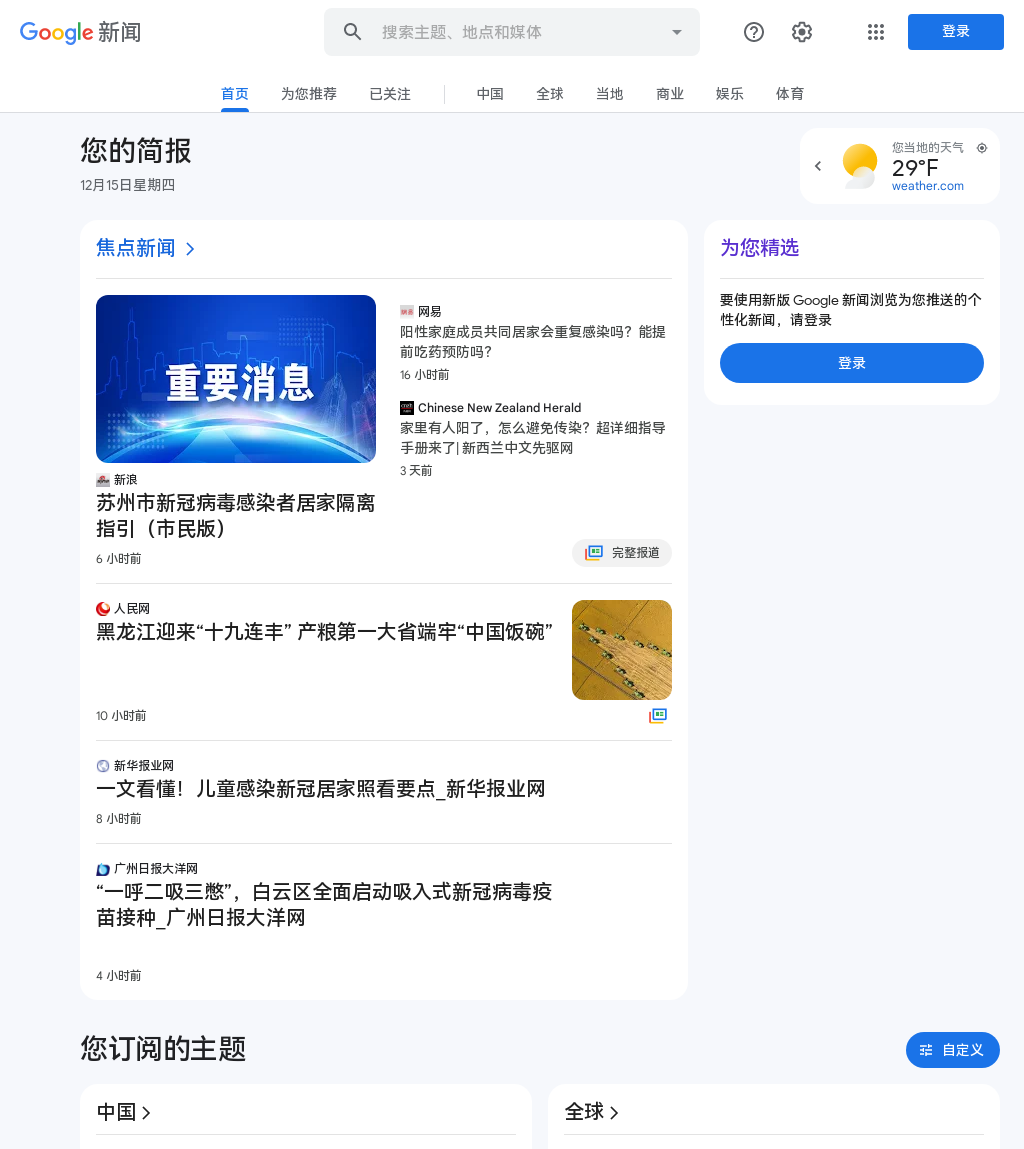 Google 新闻
搜索主题、地点和媒体
登录
首页
为您推荐
已关注
中国
全球
当地
商业
娱乐
体育
您的简报
12月15日星期四
您当地的天气
29°F
weather.com
焦点新闻
重要消息
新浪
苏州市新冠病毒感染者居家隔离
指引（市民版）
6 小时前
网易
阳性家庭成员共同居家会重复感染吗？能提
前吃药预防吗？
16 小时前
Chinese New Zealand Herald
家里有人阳了，怎么避免传染？超详细指导
手册来了| 新西兰中文先驱网
3 天前
完整报道
人民网
黑龙江迎来“十九连丰” 产粮第一大省端牢“中国饭碗”
10 小时前
新华报业网
一文看懂！儿童感染新冠居家照看要点_新华报业网
8 小时前
广州日报大洋网
“一呼二吸三憋”，白云区全面启动吸入式新冠病毒疫
苗接种_广州日报大洋网
4 小时前
为您精选
要使用新版 Google 新闻浏览为您推送的个
性化新闻，请登录
登录
您订阅的主题
自定义
中国
全球